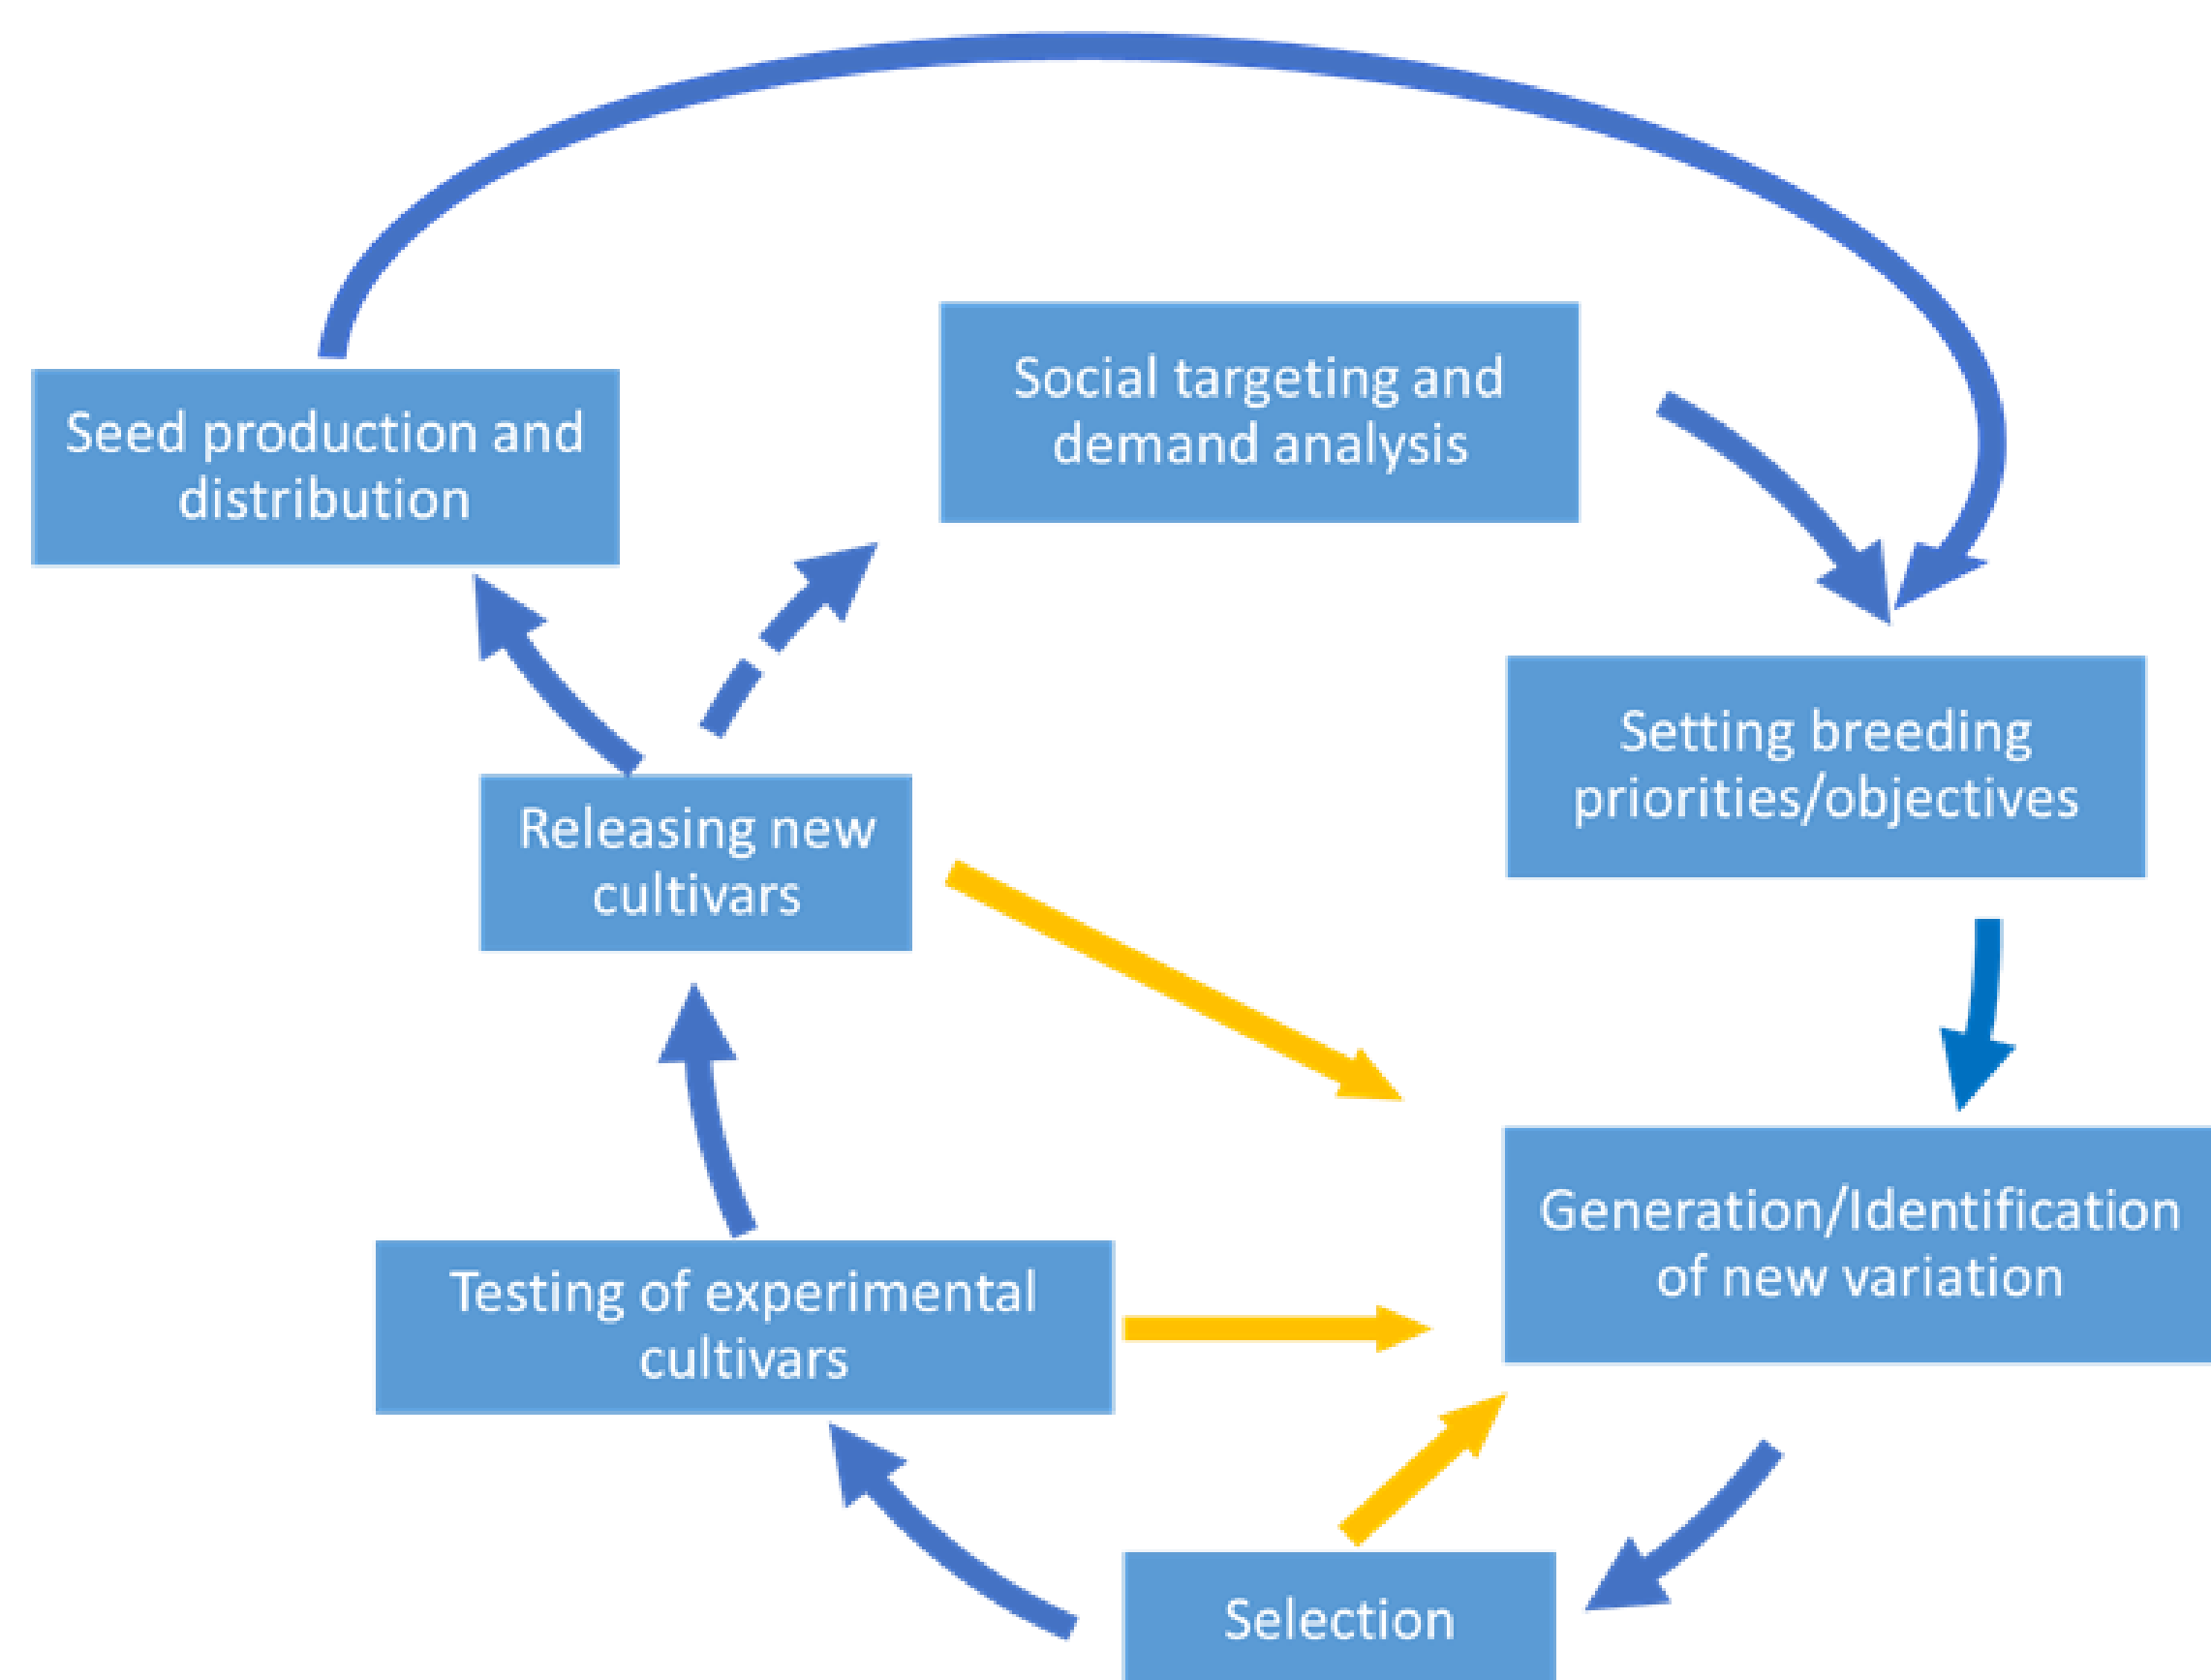 Seed production and
distribution
Social targeting and
demand analysis
Setting breeding
priorities/objectives
Releasing new
cultivars
Generation/Identification
of new variation
Testing of experimental
cultivars
Selection